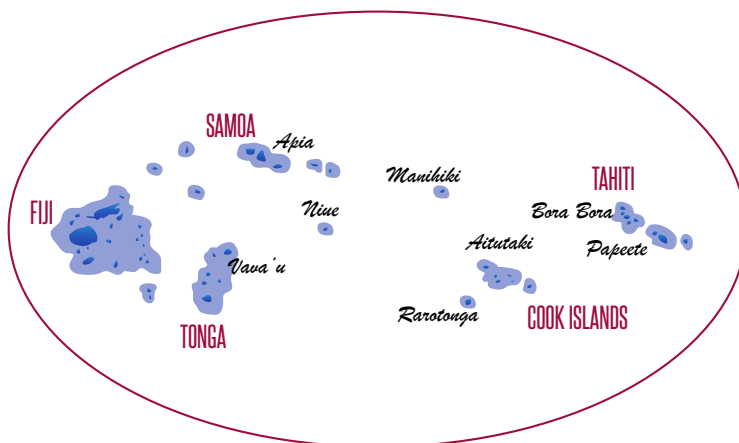 SAMOA
Apia
Manihiki
TAHITI
FIJI
Niue
Bora Bora
Aitutaki
Papeete
Vava'u
Rarotonga
COOK ISLANDS
TONGA